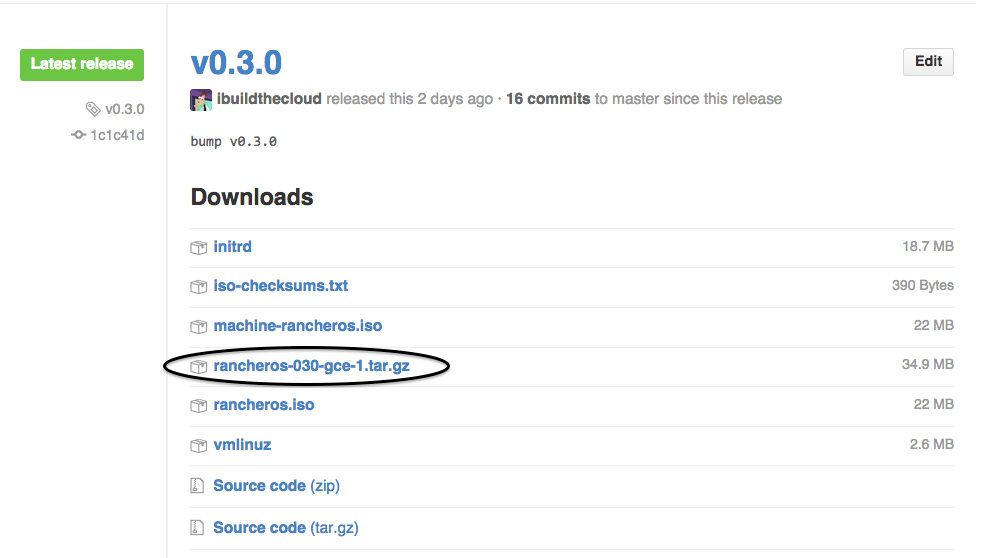 Latest release
v0.3.0
1c1c41d
v0.3.0
Edit
ibuildthecloud released this 2 days ago · 16 commits to master since this release
bump v0.3.0
Downloads
initrd 18.7 MB
iso-checksums.txt 390 Bytes
machine-rancheros.iso 22 MB
rancheros-030-gce-1.tar.gz 34.9 MB
rancheros.iso 22 MB
vmlinuz 2.6 MB
Source code (zip)
Source code (tar.gz)